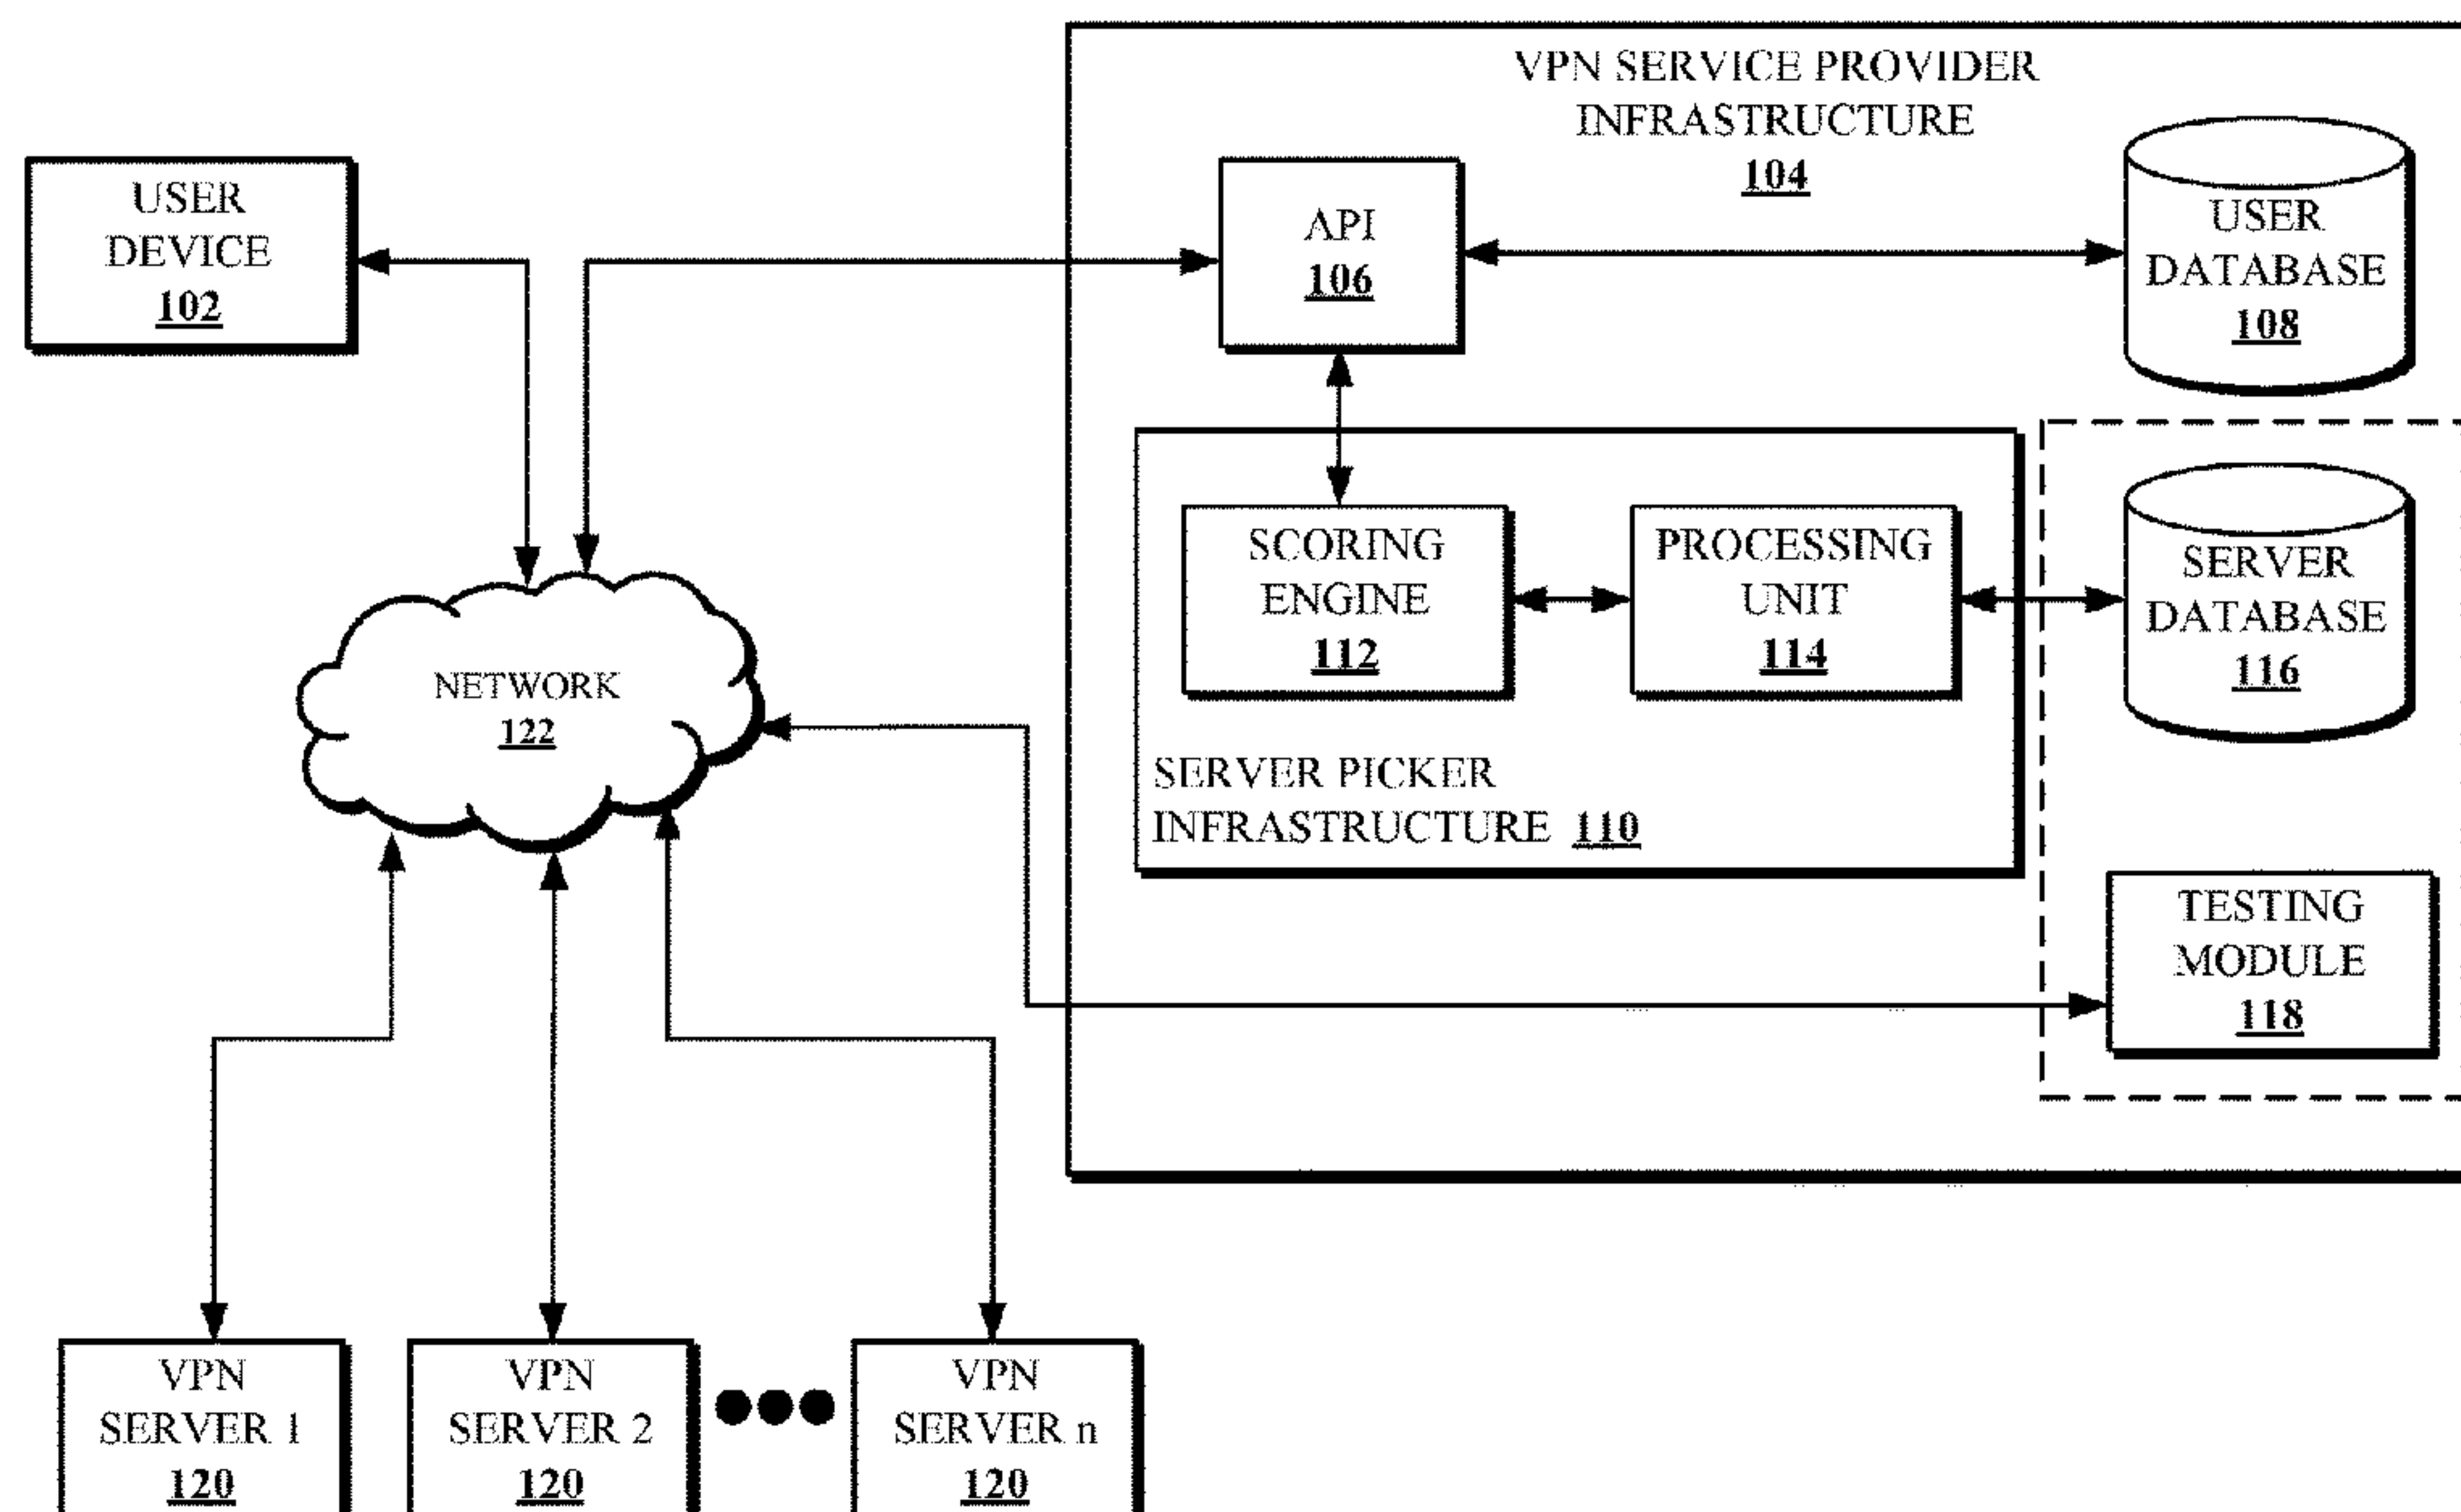 VPN SERVICE PROVIDER
INFRASTRUCTURE
104
USER
DEVICE
102
API
106
USER
DATABASE
108
SCORING
ENGINE
112
PROCESSING
UNIT
114
SERVER
DATABASE
116
NETWORK
122
SERVER PICKER
INFRASTRUCTURE 110
TESTING
MODULE
118
VPN
SERVER 1
120
VPN
SERVER 2
120
VPN
SERVER n
120